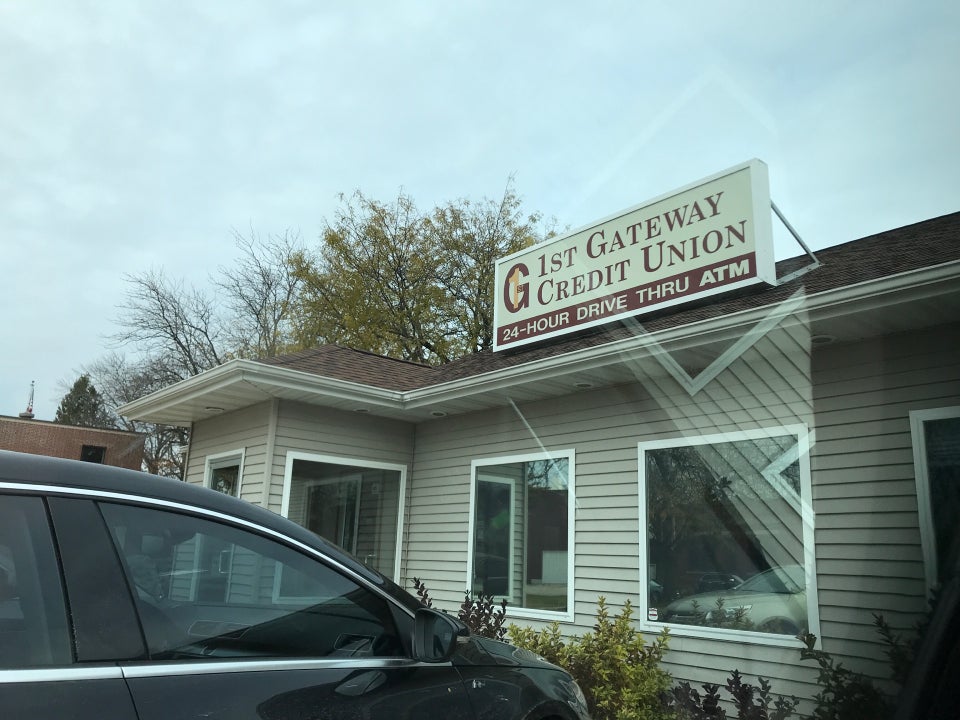 1ST GATEWAY
CREDIT UNION
24-HOUR DRIVE THRU ATM